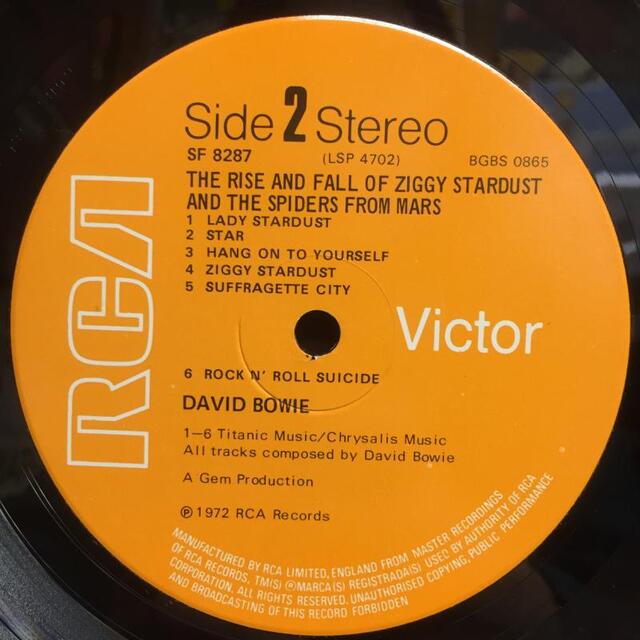 Side 2 Stereo
SF 8287 (LSP 4702) BGBS 0865
THE RISE AND FALL OF ZIGGY STARDUST
AND THE SPIDERS FROM MARS
1 LADY STARDUST
2 STAR
3 HANG ON TO YOURSELF
4 ZIGGY STARDUST
5 SUFFRAGETTE CITY
RCA
Victor
6 ROCK N' ROLL SUICIDE
DAVID BOWIE
1—6 Titanic Music/Chrysalis Music
All tracks composed by David Bowie
A Gem Production
℗1972 RCA Records
MANUFACTURED BY RCA LIMITED, ENGLAND FROM MASTER RECORDINGS
OF RCA RECORDS, TM(S) ®MARCA(S) REGISTRADA(S) USED BY AUTHORITY OF RCA
CORPORATION. ALL RIGHTS RESERVED. UNAUTHORISED COPYING, PUBLIC PERFORMANCE
AND BROADCASTING OF THIS RECORD FORBIDDEN